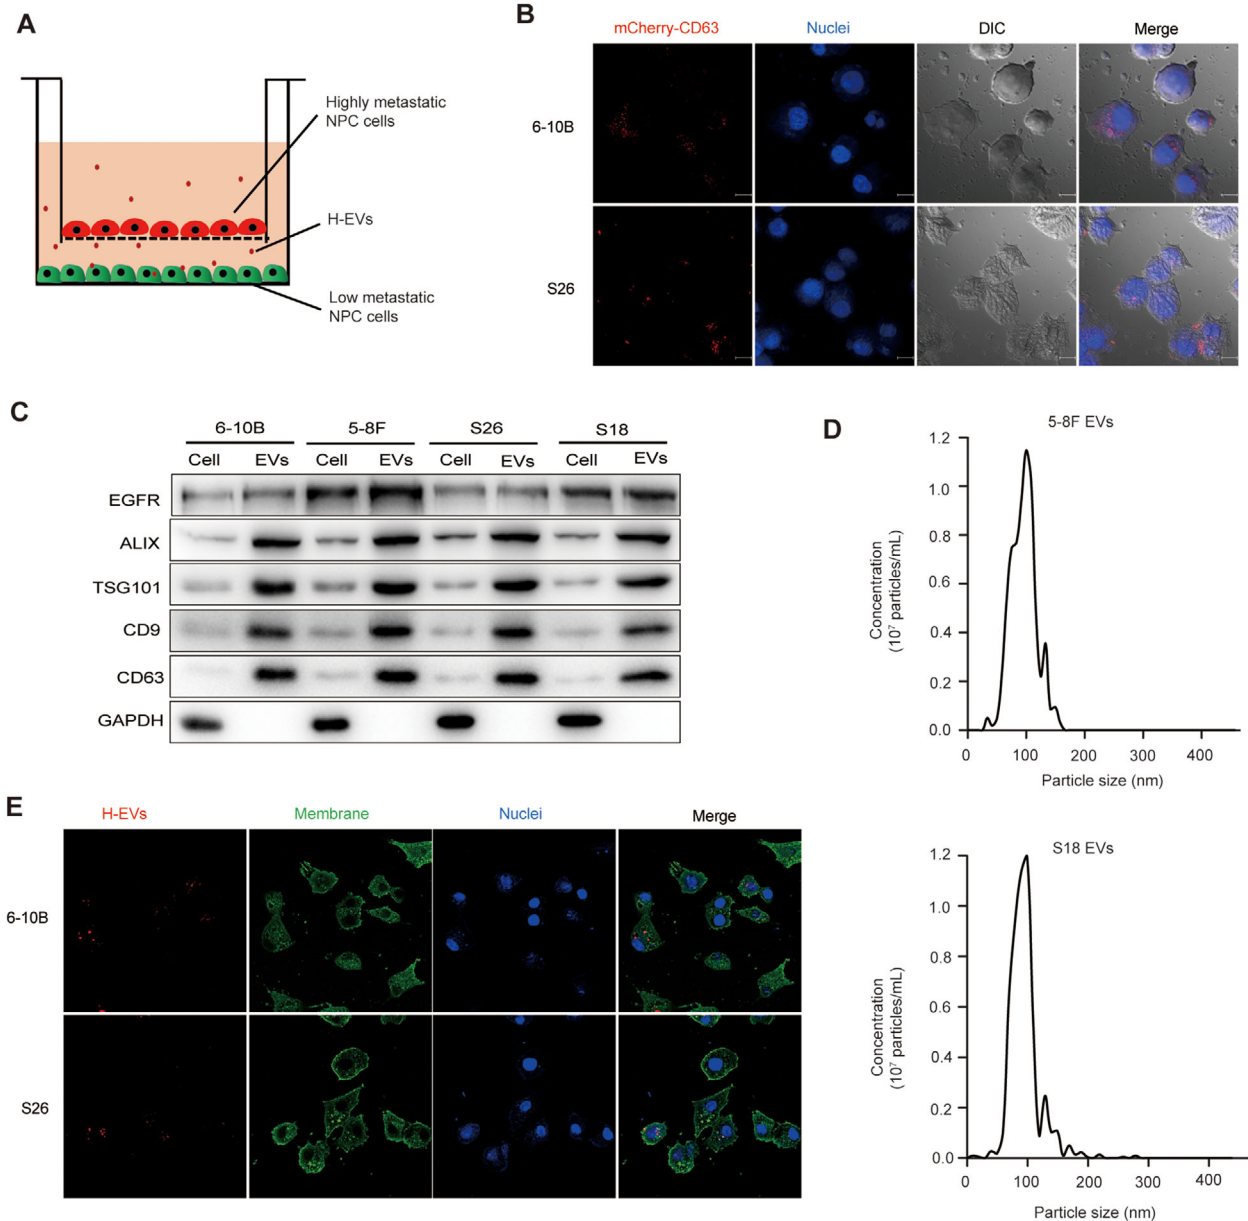 A
Highly metastatic
NPC cells
H-EVs
Low metastatic
NPC cells
B
mCherry-CD63 Nuclei DIC Merge
6-10B
S26
C
6-10B 5-8F S26 S18
Cell EVs Cell EVs Cell EVs Cell EVs
EGFR
ALIX
TSG101
CD9
CD63
GAPDH
D
5-8F EVs
Concentration
(10⁷ particles/mL)
1.2
1.0
0.8
0.6
0.4
0.2
0.0
0 100 200 300 400
Particle size (nm)
E
H-EVs Membrane Nuclei Merge
6-10B
S26
S18 EVs
Concentration
(10⁷ particles/mL)
1.2
1.0
0.8
0.6
0.4
0.2
0.0
0 100 200 300 400
Particle size (nm)